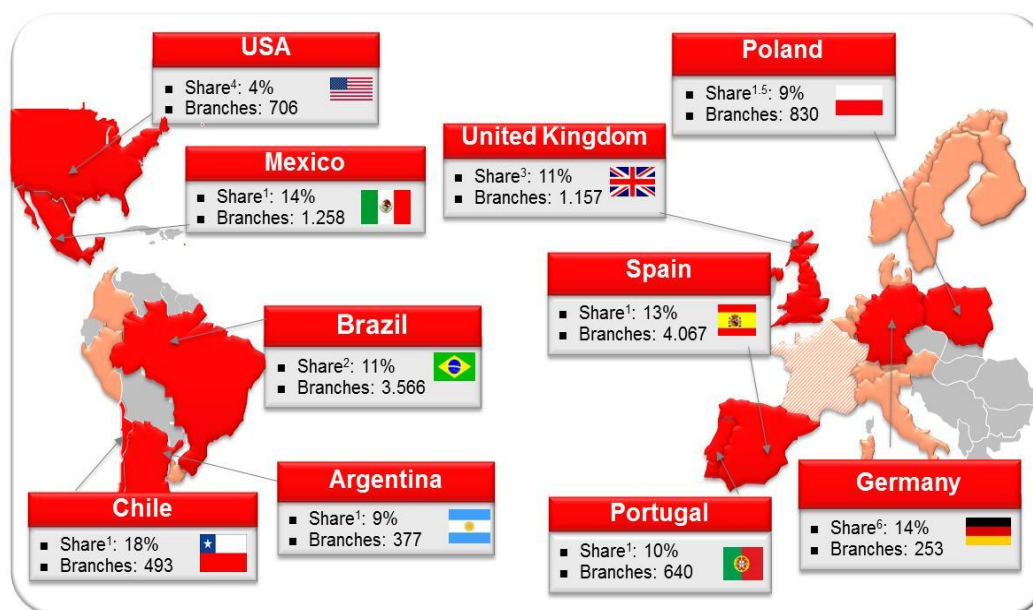 USA
▪ Share⁴: 4%
▪ Branches: 706
Mexico
▪ Share¹: 14%
▪ Branches: 1.258
Brazil
▪ Share²: 11%
▪ Branches: 3.566
Argentina
▪ Share¹: 9%
▪ Branches: 377
Chile
▪ Share¹: 18%
▪ Branches: 493
Poland
▪ Share¹·⁵: 9%
▪ Branches: 830
United Kingdom
▪ Share³: 11%
▪ Branches: 1.157
Spain
▪ Share¹: 13%
▪ Branches: 4.067
Germany
▪ Share⁶: 14%
▪ Branches: 253
Portugal
▪ Share¹: 10%
▪ Branches: 640